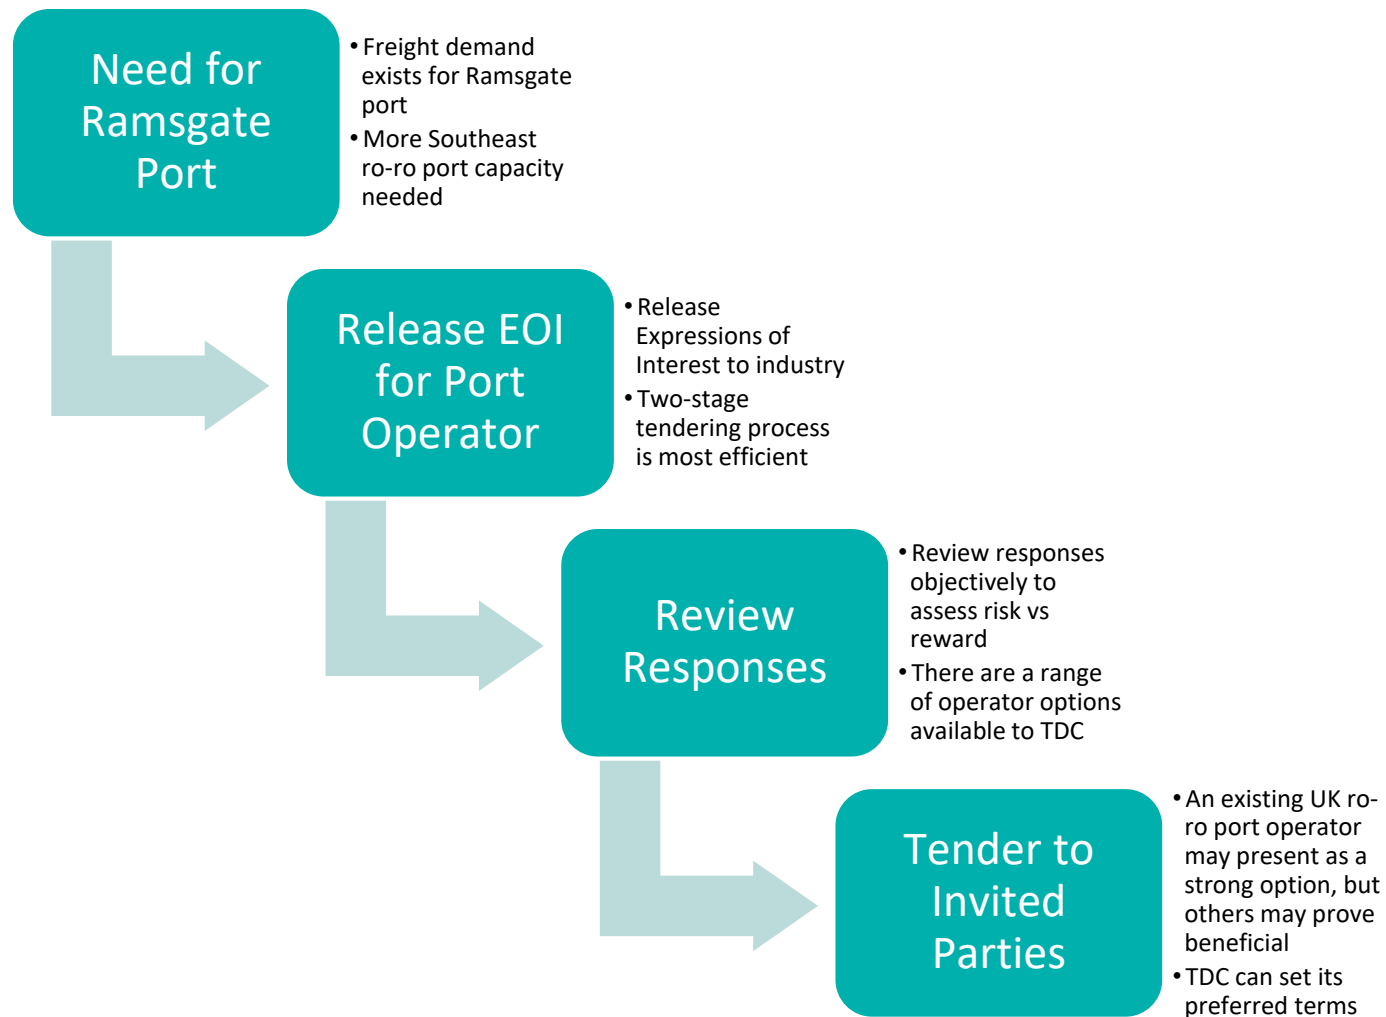 Need for
Ramsgate
Port
• Freight demand
exists for Ramsgate
port
• More Southeast
ro-ro port capacity
needed
Release EOI
for Port
Operator
• Release
Expressions of
Interest to industry
• Two-stage
tendering process
is most efficient
Review
Responses
• Review responses
objectively to
assess risk vs
reward
• There are a range
of operator options
available to TDC
Tender to
Invited
Parties
• An existing UK ro-
ro port operator
may present as a
strong option, but
others may prove
beneficial
• TDC can set its
preferred terms